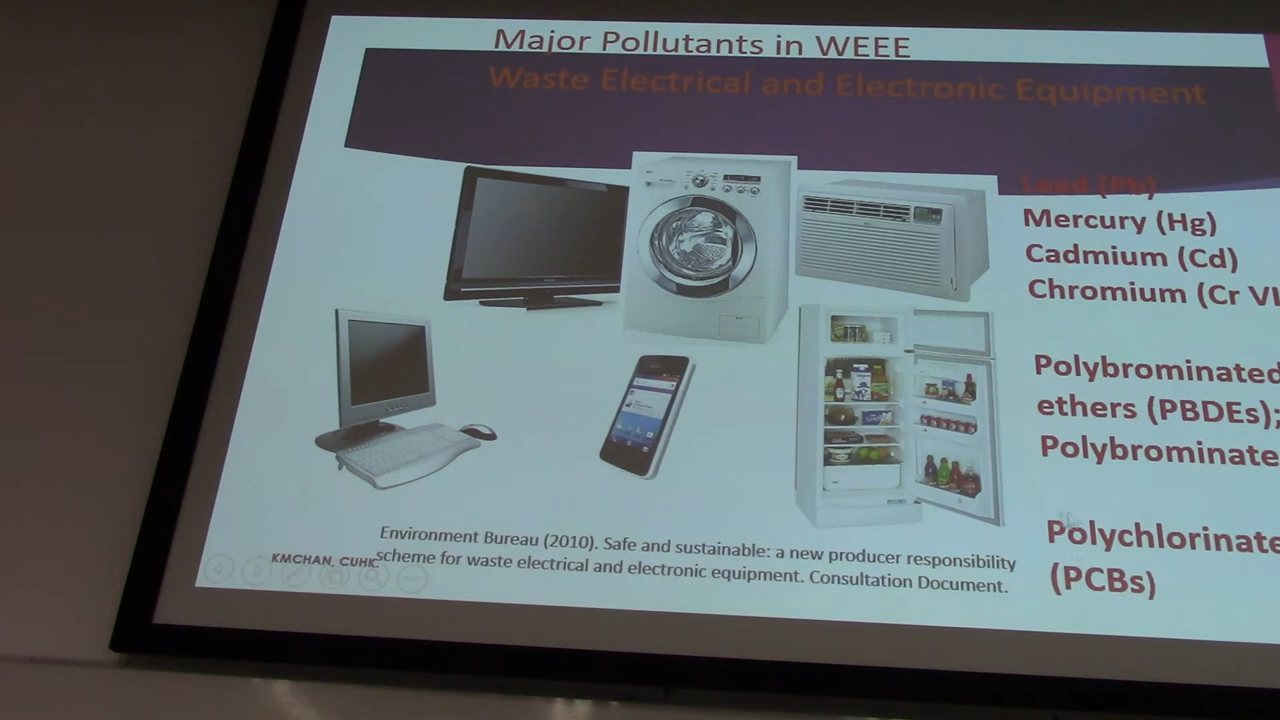 Major Pollutants in WEEE
Waste Electrical and Electronic Equipment
Lead (Pb)
Mercury (Hg)
Cadmium (Cd)
Chromium (Cr VI
Polybrominated
ethers (PBDEs);
Polybrominate
Polychlorinate
(PCBs)
Environment Bureau (2010). Safe and sustainable: a new producer responsibility
scheme for waste electrical and electronic equipment. Consultation Document.
KMCHAN, CUHK